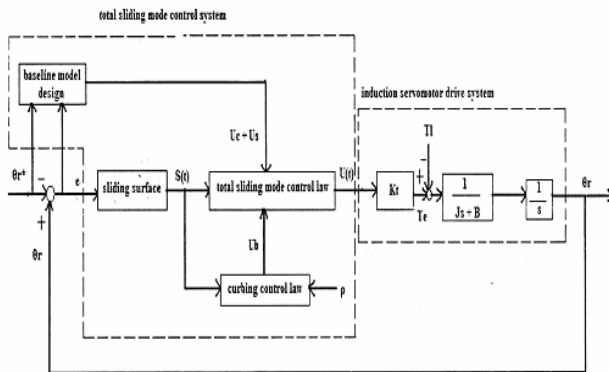 total sliding mode control system
baseline model
design
induction servomotor drive system
Uc + Us
Tl
θr*
−
e
sliding surface
S(t)
total sliding mode control law
U(t)
Kt
+
−
Te
1
Js + B
1
s
θr
+
θr
Ub
curbing control law
ρ